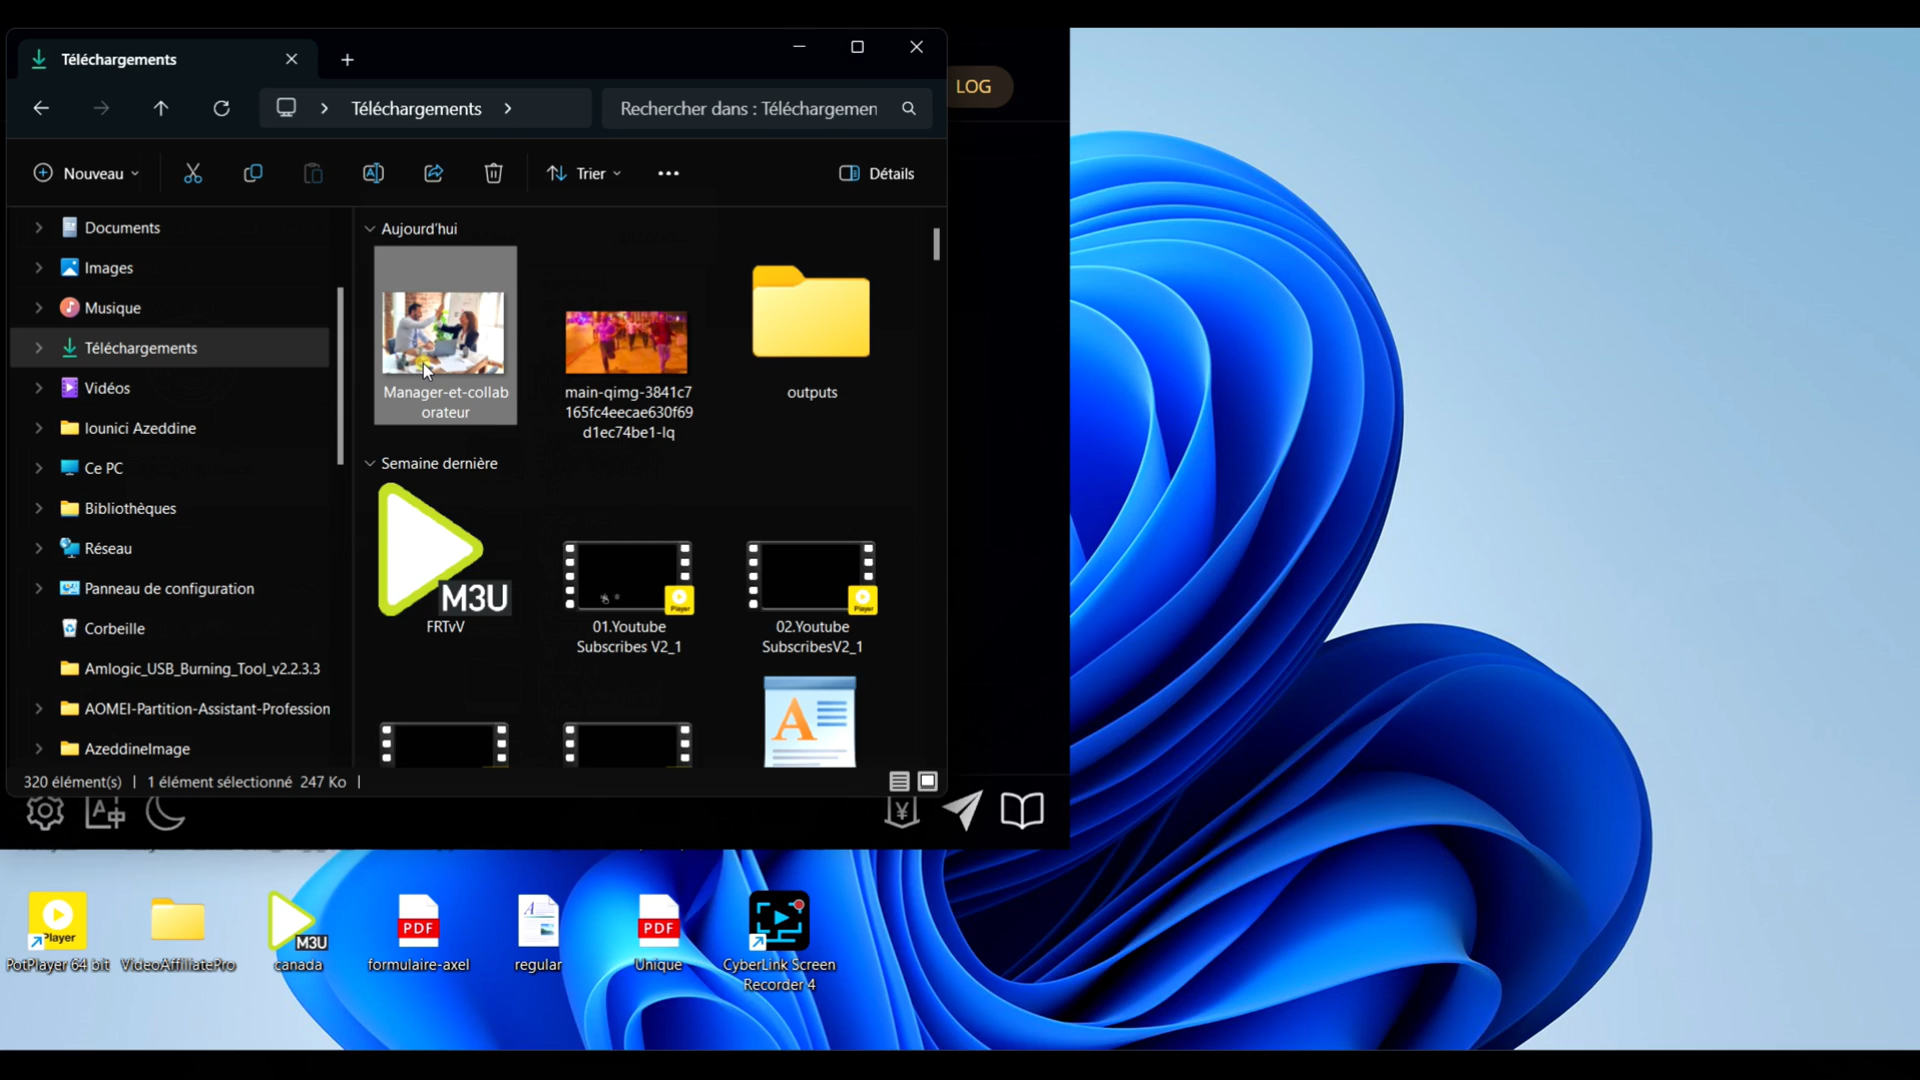 Téléchargements
LOG
Téléchargements
Rechercher dans : Téléchargemen
Nouveau
Trier
Détails
Documents
Images
Musique
Téléchargements
Vidéos
Iounici Azeddine
Ce PC
Bibliothèques
Réseau
Panneau de configuration
Corbeille
Amlogic_USB_Burning_Tool_v2.2.3.3
AOMEI-Partition-Assistant-Profession
AzeddineImage
Aujourd'hui
Manager-et-collab
orateur
main-qimg-3841c7
165fc4eecae630f69
d1ec74be1-lq
outputs
Semaine dernière
M3U
FRTvV
Player
01.Youtube
Subscribes V2_1
Player
02.Youtube
SubscribesV2_1
A
320 élément(s)
1 élément sélectionné 247 Ko
Player
PotPlayer 64 bit
VideoAffiliatePro
M3U
canada
PDF
formulaire-axel
regular
PDF
Unique
CyberLink Screen
Recorder 4